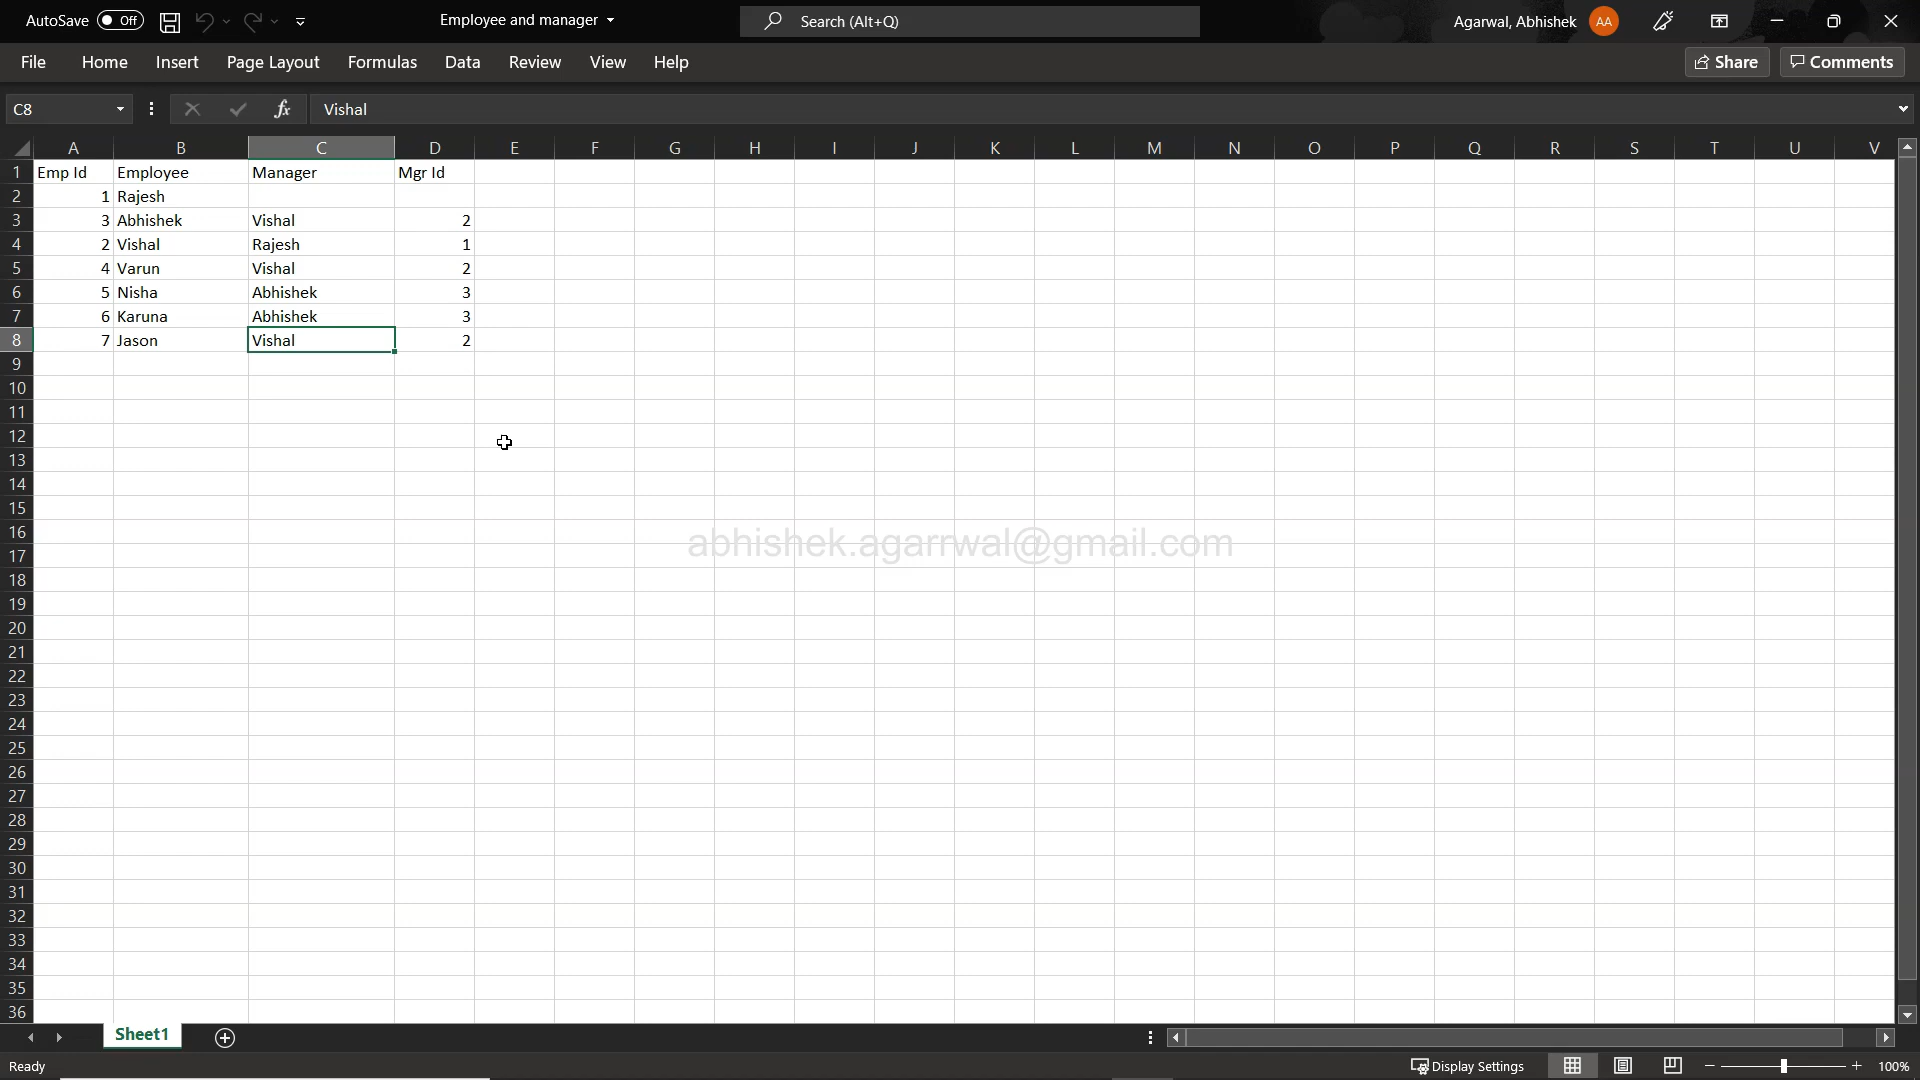 AutoSave Off Employee and manager Search (Alt+Q) Agarwal, Abhishek AA
File Home Insert Page Layout Formulas Data Review View Help Share Comments
C8 fx Vishal
A B C D E F G H I J K L M N O P Q R S T U V
1 Emp Id Employee Manager Mgr Id
2 1 Rajesh
3 3 Abhishek Vishal 2
4 2 Vishal Rajesh 1
5 4 Varun Vishal 2
6 5 Nisha Abhishek 3
7 6 Karuna Abhishek 3
8 7 Jason Vishal 2
9
10
11
12
13
14
15
16 abhishek.agarrwal@gmail.com
17
18
19
20
21
22
23
24
25
26
27
28
29
30
31
32
33
34
35
36
Sheet1
Ready Display Settings 100%